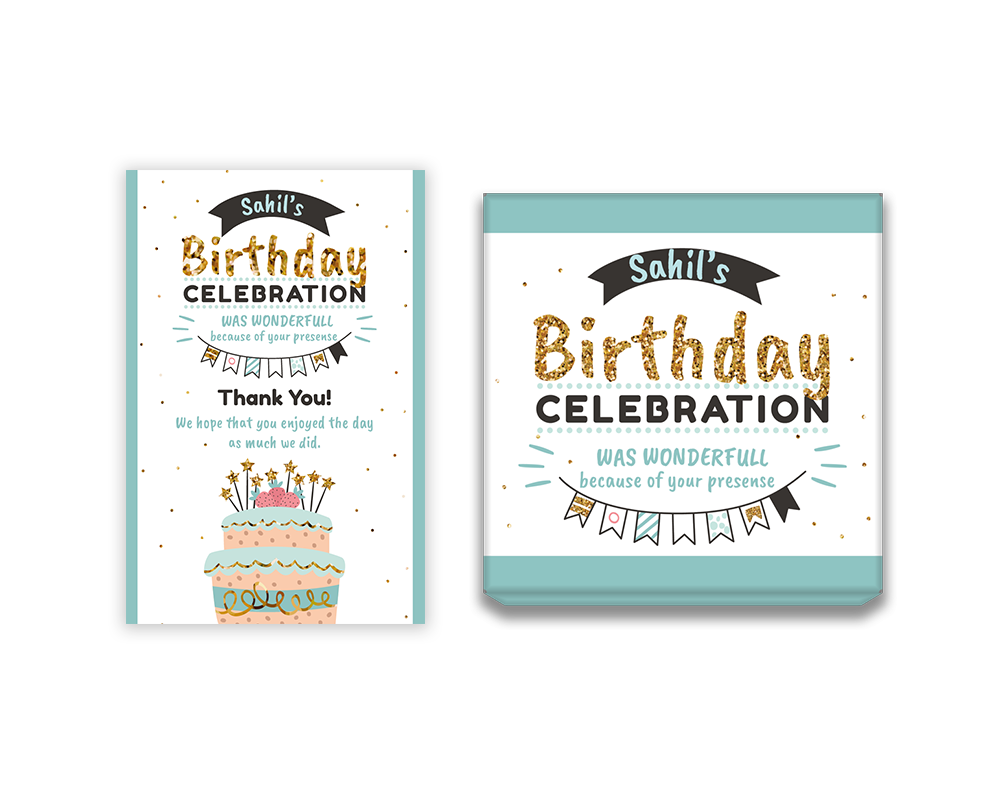 Sahil's
Birthday
CELEBRATION
WAS WONDERFULL
because of your presense
Thank You!
We hope that you enjoyed the day
as much we did.
Sahil's
Birthday
CELEBRATION
WAS WONDERFULL
because of your presense